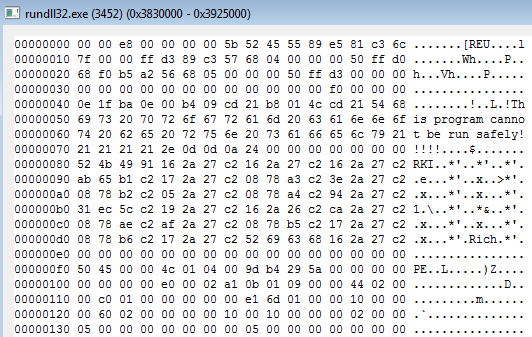 rundll32.exe (3452) (0x3830000 - 0x3925000)
00000000 00 00 e8 00 00 00 00 5b 52 45 55 89 e5 81 c3 6c .......[REU....l
00000010 7f 00 00 ff d3 89 c3 57 68 04 00 00 00 50 ff d0 .......Wh....P..
00000020 68 f0 b5 a2 56 68 05 00 00 00 50 ff d3 00 00 00 h...Vh....P.....
00000030 00 00 00 00 00 00 00 00 00 00 00 00 f0 00 00 00 ................
00000040 0e 1f ba 0e 00 b4 09 cd 21 b8 01 4c cd 21 54 68 ........!..L.!Th
00000050 69 73 20 70 72 6f 67 72 61 6d 20 63 61 6e 6e 6f is program canno
00000060 74 20 62 65 20 72 75 6e 20 73 61 66 65 6c 79 21 t be run safely!
00000070 21 21 21 21 2e 0d 0d 0a 24 00 00 00 00 00 00 00 !!!!....$.......
00000080 52 4b 49 91 16 2a 27 c2 16 2a 27 c2 16 2a 27 c2 RKI..*'..*'..*'.
00000090 ab 65 b1 c2 17 2a 27 c2 08 78 a3 c2 3e 2a 27 c2 .e...*'..x..>*'.
000000a0 08 78 b2 c2 05 2a 27 c2 08 78 a4 c2 94 2a 27 c2 .x...*'..x...*'.
000000b0 31 ec 5c c2 19 2a 27 c2 16 2a 26 c2 ca 2a 27 c2 1.\..*'..*&..*'.
000000c0 08 78 ae c2 af 2a 27 c2 08 78 b5 c2 17 2a 27 c2 .x...*'..x...*'.
000000d0 08 78 b6 c2 17 2a 27 c2 52 69 63 68 16 2a 27 c2 .x...*'.Rich.*'.
000000e0 00 00 00 00 00 00 00 00 00 00 00 00 00 00 00 00 ................
000000f0 50 45 00 00 4c 01 04 00 9d b4 29 5a 00 00 00 00 PE..L.....)Z....
00000100 00 00 00 00 e0 00 02 a1 0b 01 09 00 00 44 02 00 .............D..
00000110 00 c0 01 00 00 00 00 00 e1 6d 01 00 00 10 00 00 .........m......
00000120 00 60 02 00 00 00 00 10 00 10 00 00 00 02 00 00 .`..............
00000130 05 00 00 00 00 00 00 00 05 00 00 00 00 00 00 00 ................